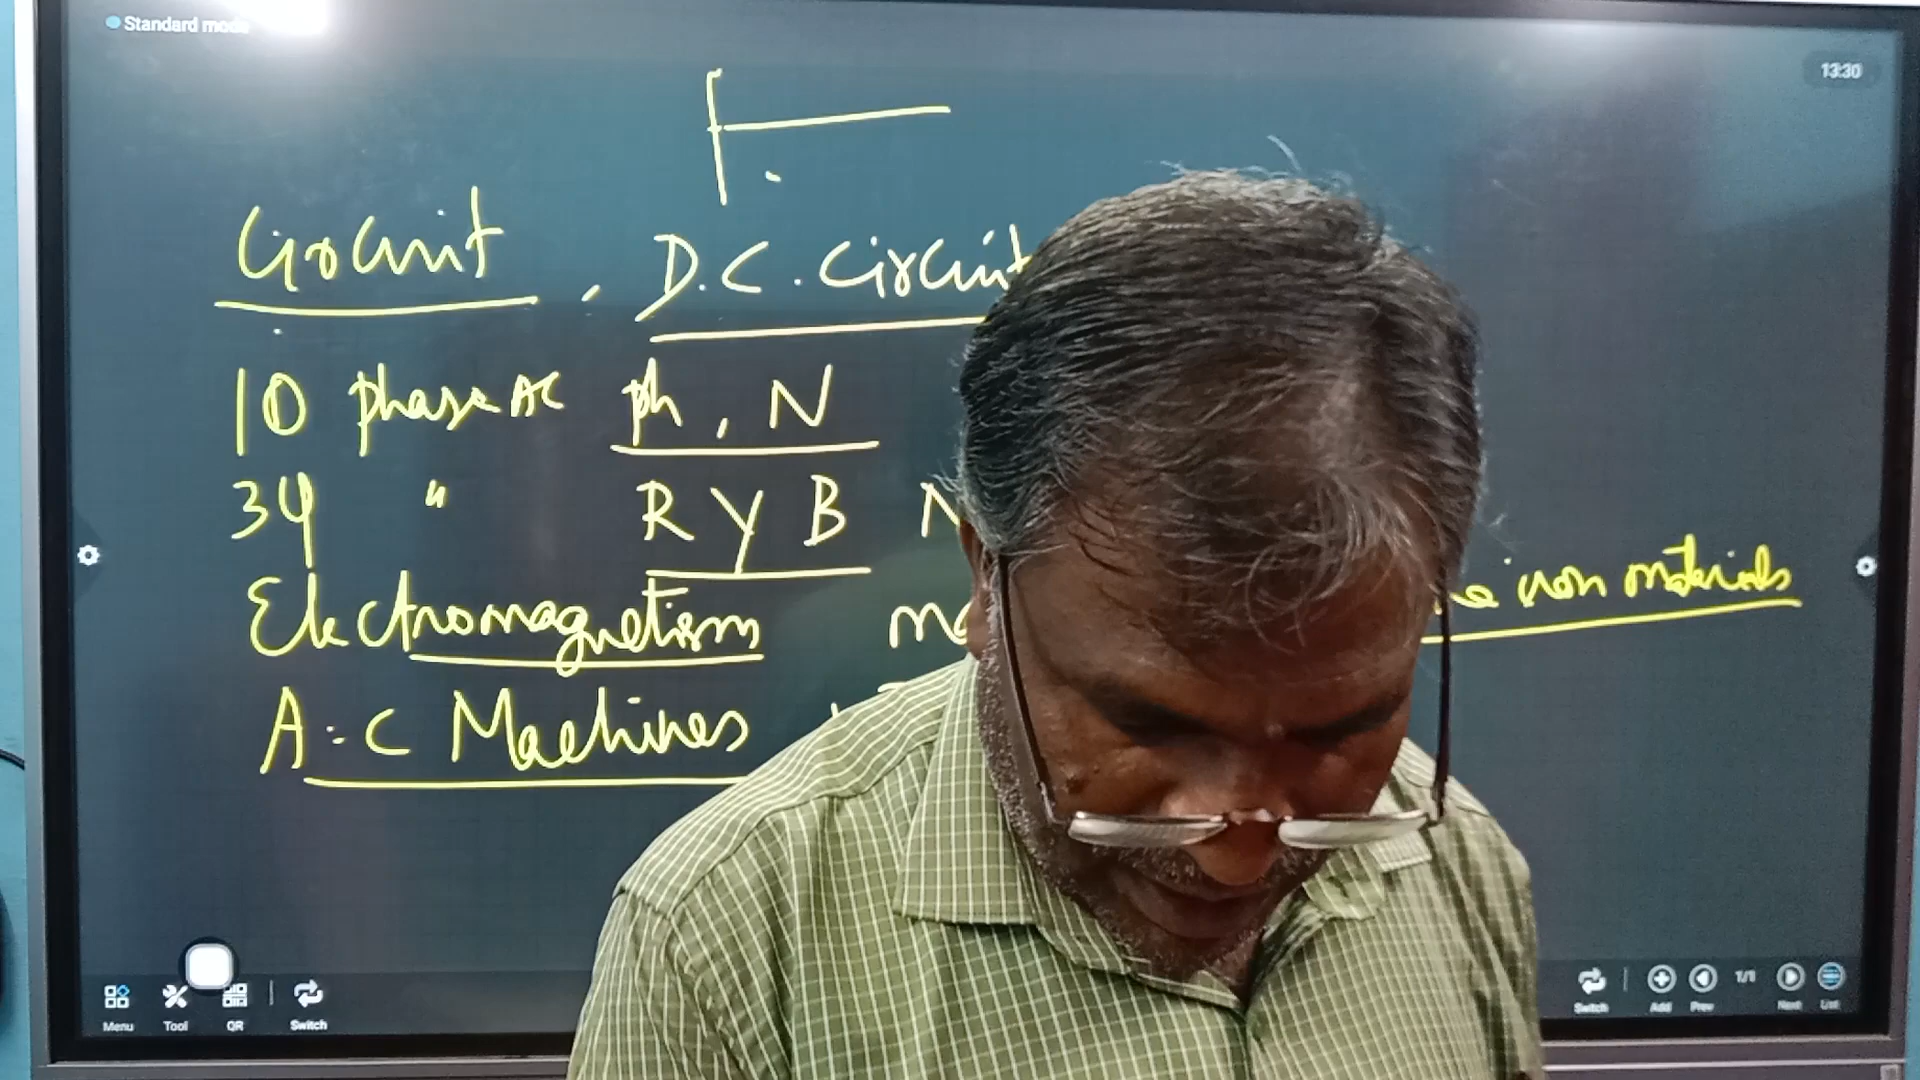 Standard mode
13:30
Circuit, D.C. Circuit
1Φ phase AC ph, N
3φ " R Y B N
Electromagnetism iron materials
A.C Machines
Menu Tool QR Switch
Switch Add Prev 1/1 Next List